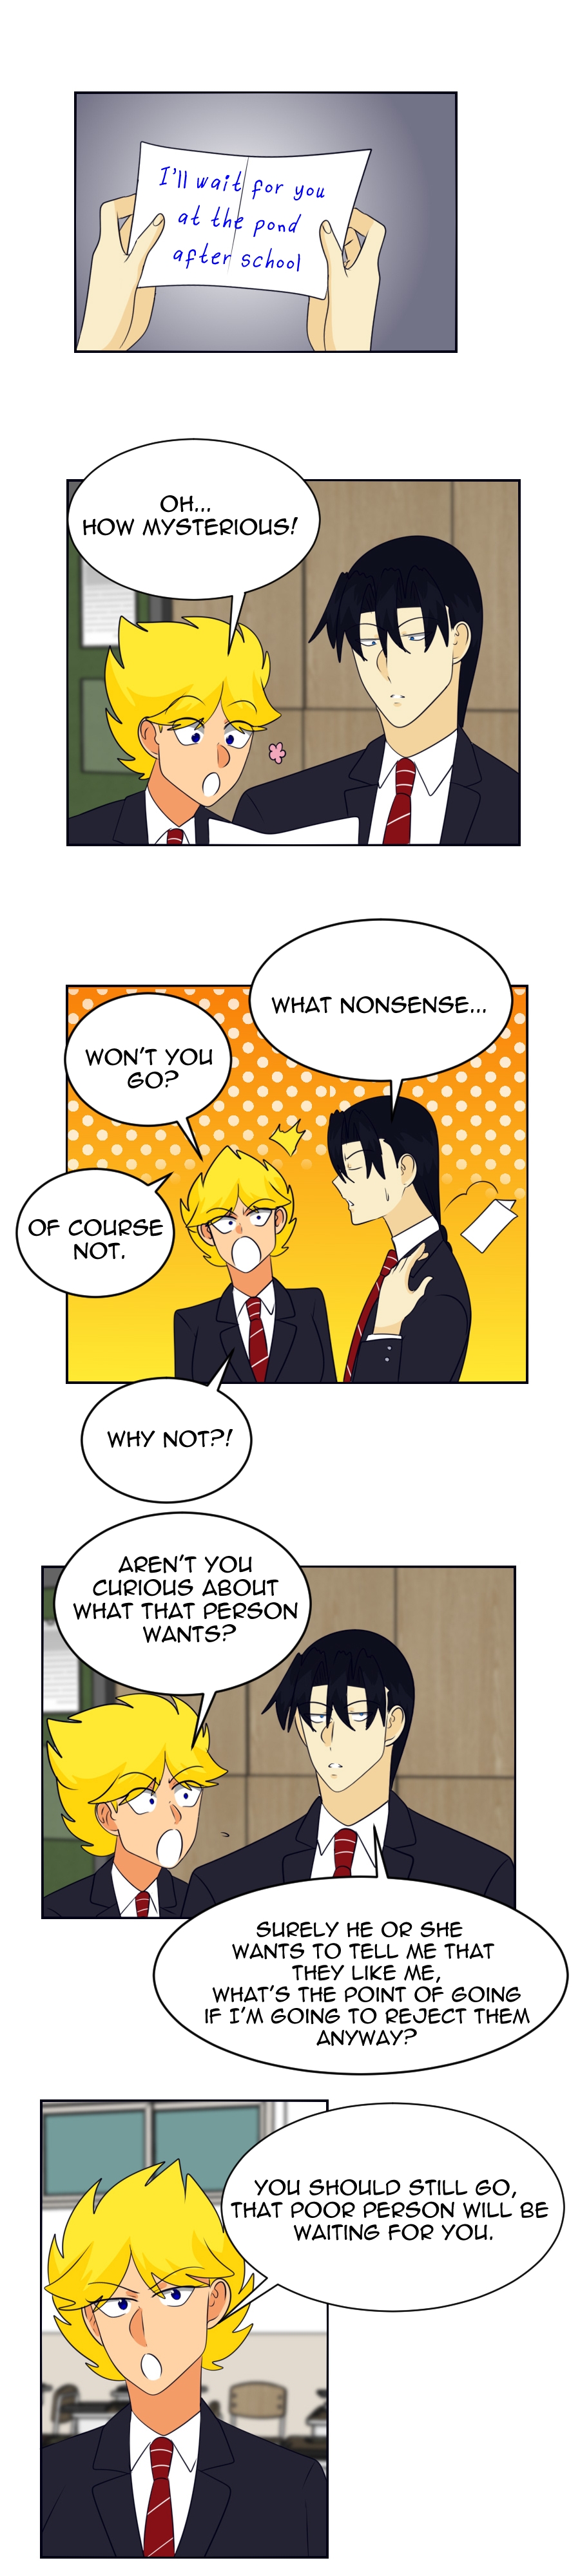 I'll wait for you
at the pond
after school
OH...
HOW MYSTERIOUS!
WHAT NONSENSE...
WON'T YOU
GO?
OF COURSE
NOT.
WHY NOT?!
AREN'T YOU
CURIOUS ABOUT
WHAT THAT PERSON
WANTS?
SURELY HE OR SHE
WANTS TO TELL ME THAT
THEY LIKE ME,
WHAT'S THE POINT OF GOING
IF I'M GOING TO REJECT THEM
ANYWAY?
YOU SHOULD STILL GO,
THAT POOR PERSON WILL BE
WAITING FOR YOU.